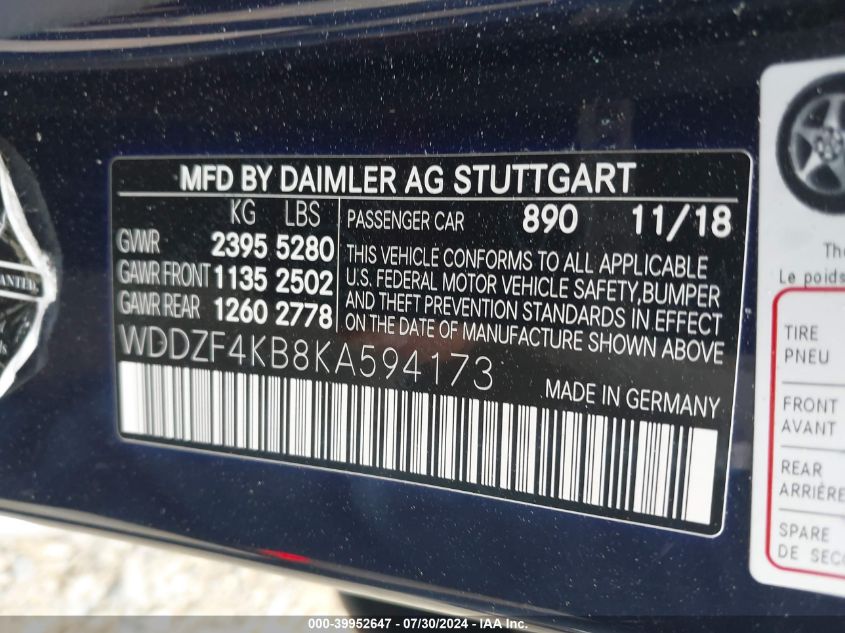 MFD BY DAIMLER AG STUTTGART
KG LBS
GVWR 2395 5280
GAWR FRONT 1135 2502
GAWR REAR 1260 2778
PASSENGER CAR 890 11/18
THIS VEHICLE CONFORMS TO ALL APPLICABLE
U.S. FEDERAL MOTOR VEHICLE SAFETY,BUMPER
AND THEFT PREVENTION STANDARDS IN EFFECT
ON THE DATE OF MANUFACTURE SHOWN ABOVE
WDDZF4KB8KA594173
MADE IN GERMANY
Le poids
TIRE
PNEU
FRONT
AVANT
REAR
ARRIÈRE
SPARE
DE
000-39952647 / 07/30/2024 - IAA, Inc.